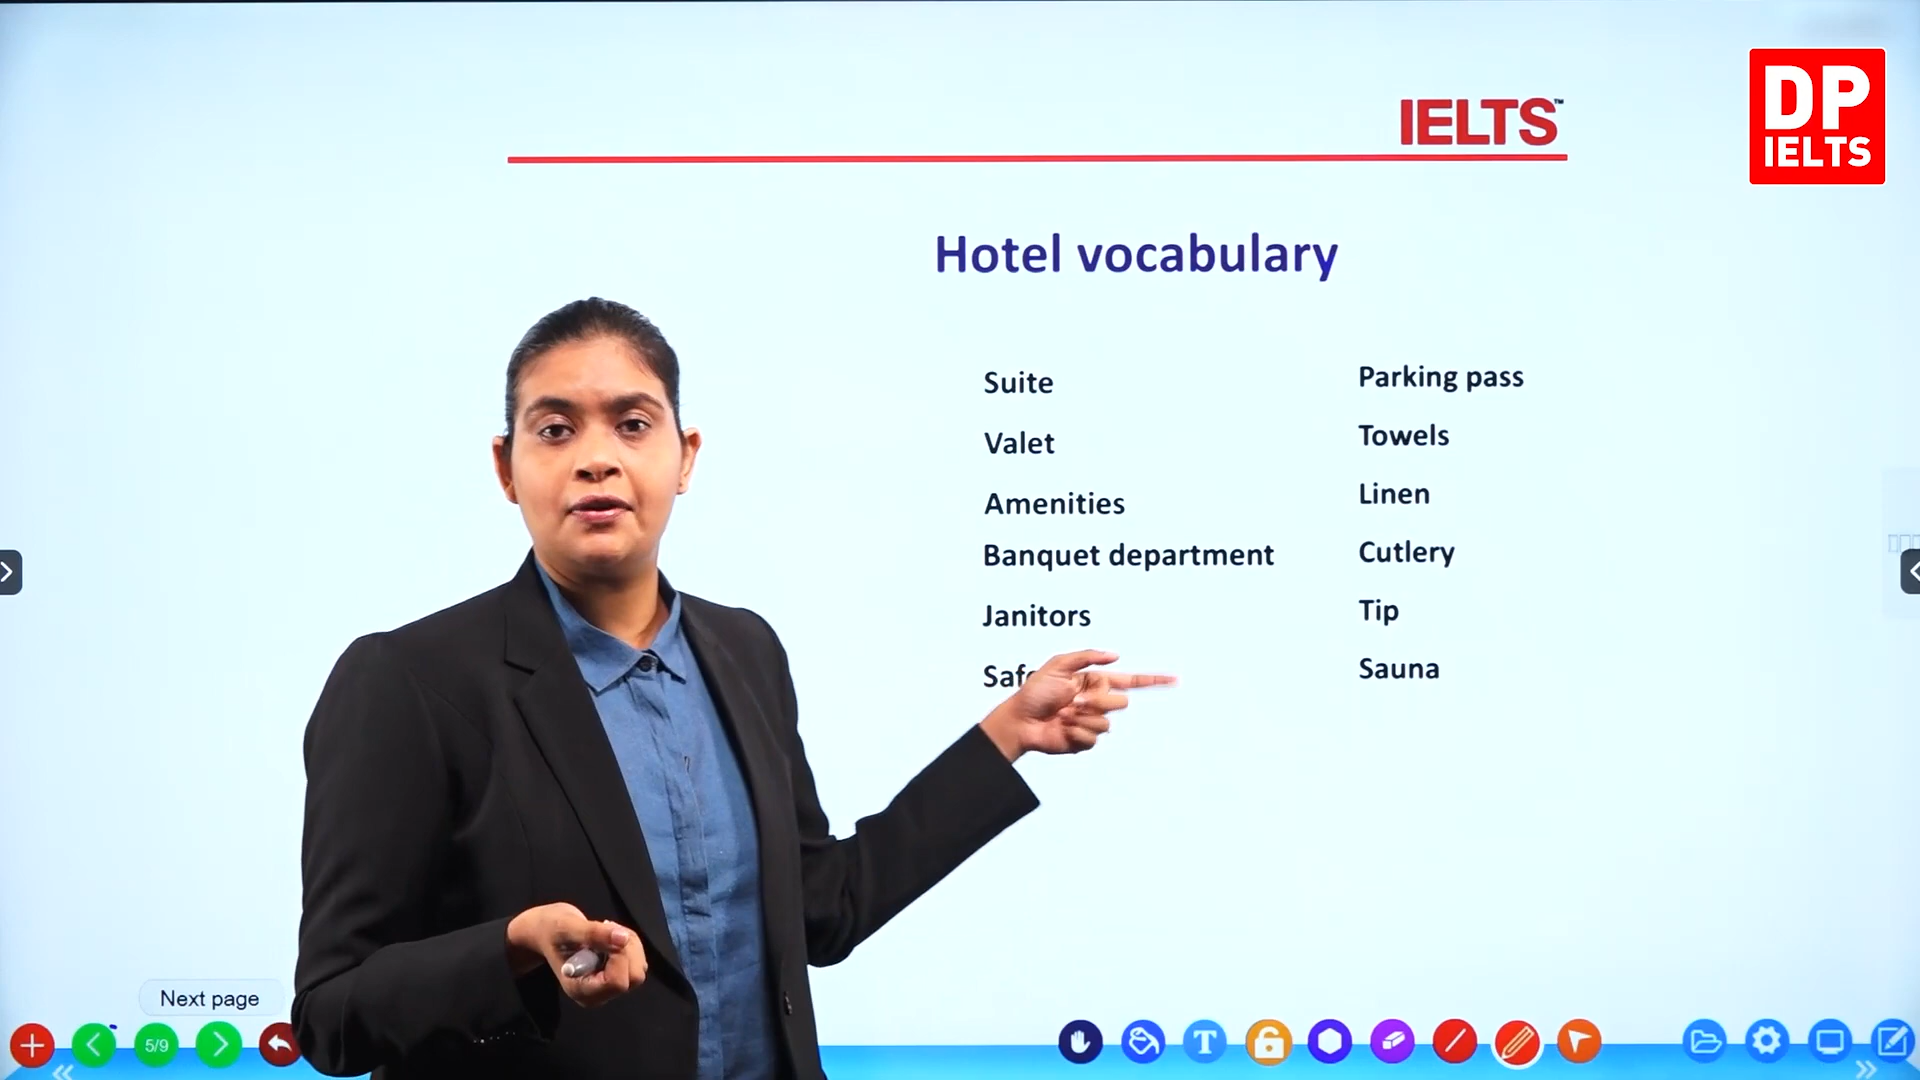 DP
IELTS
IELTS™
Hotel vocabulary
Suite
Valet
Amenities
Banquet department
Janitors
Parking pass
Towels
Linen
Cutlery
Tip
Sauna
Next page
5/9
T